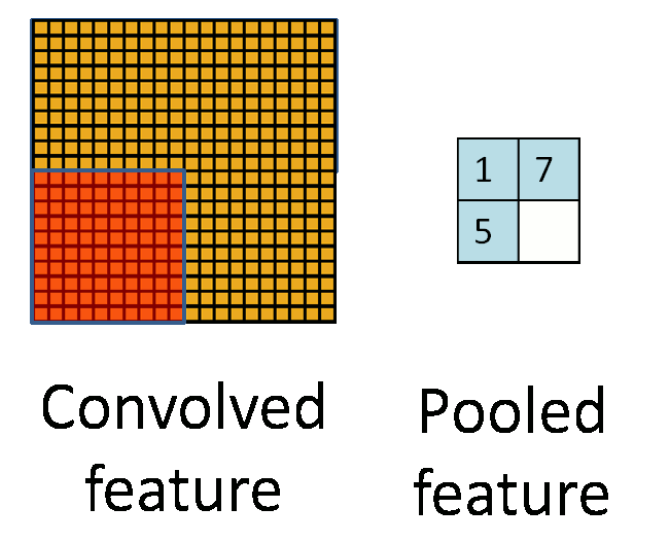 1 7
5
Convolved
feature
Pooled
feature